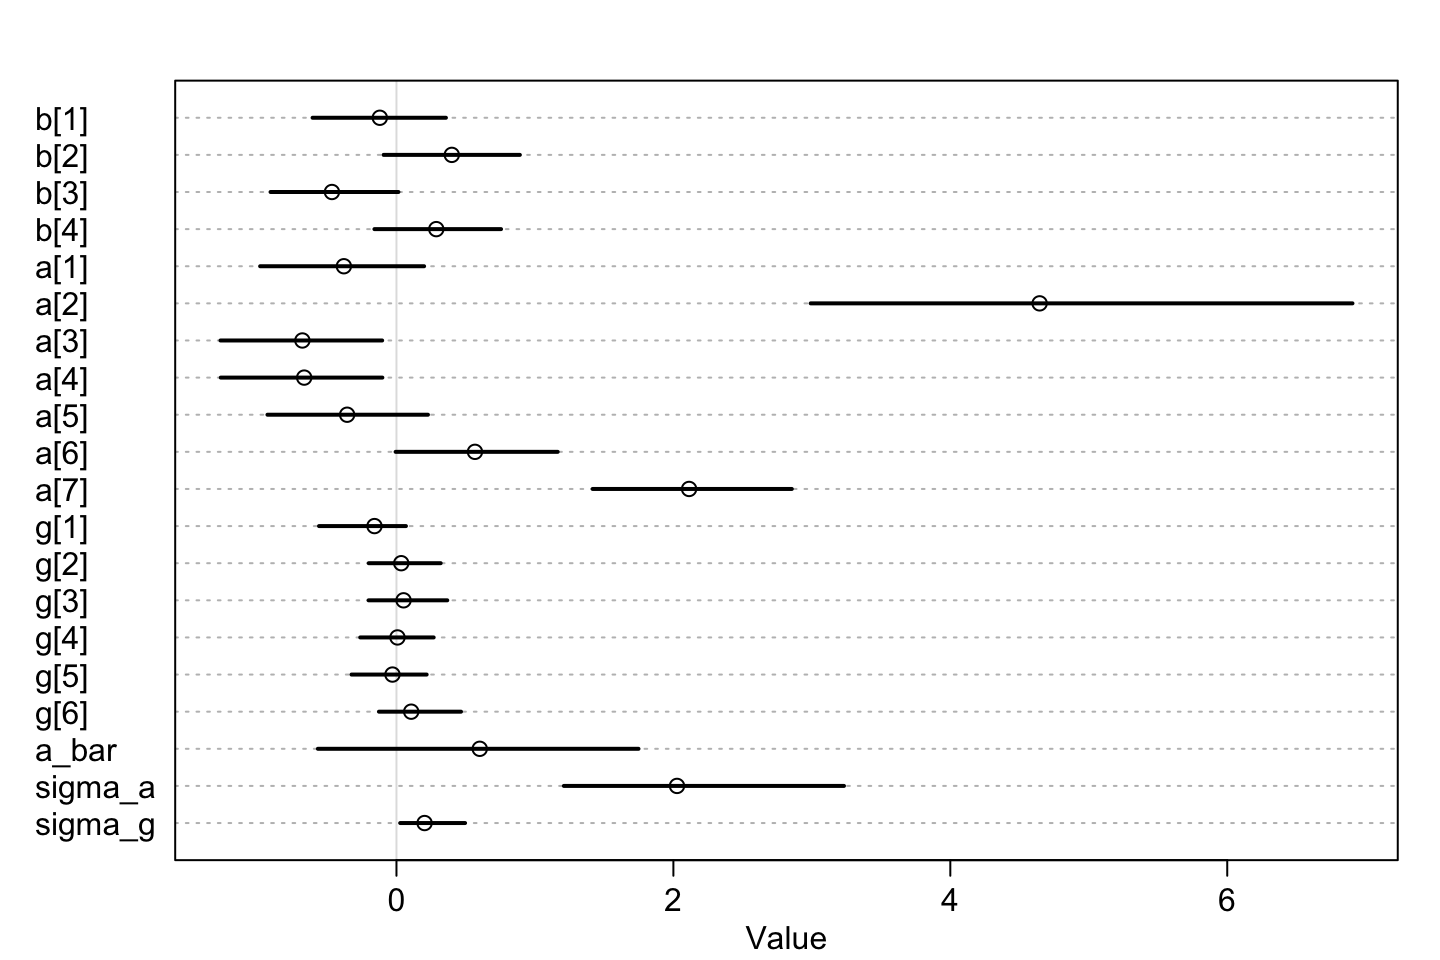 b[1]
b[2]
b[3]
b[4]
a[1]
a[2]
a[3]
a[4]
a[5]
a[6]
a[7]
g[1]
g[2]
g[3]
g[4]
g[5]
g[6]
a_bar
sigma_a
sigma_g
0 2 4 6
Value